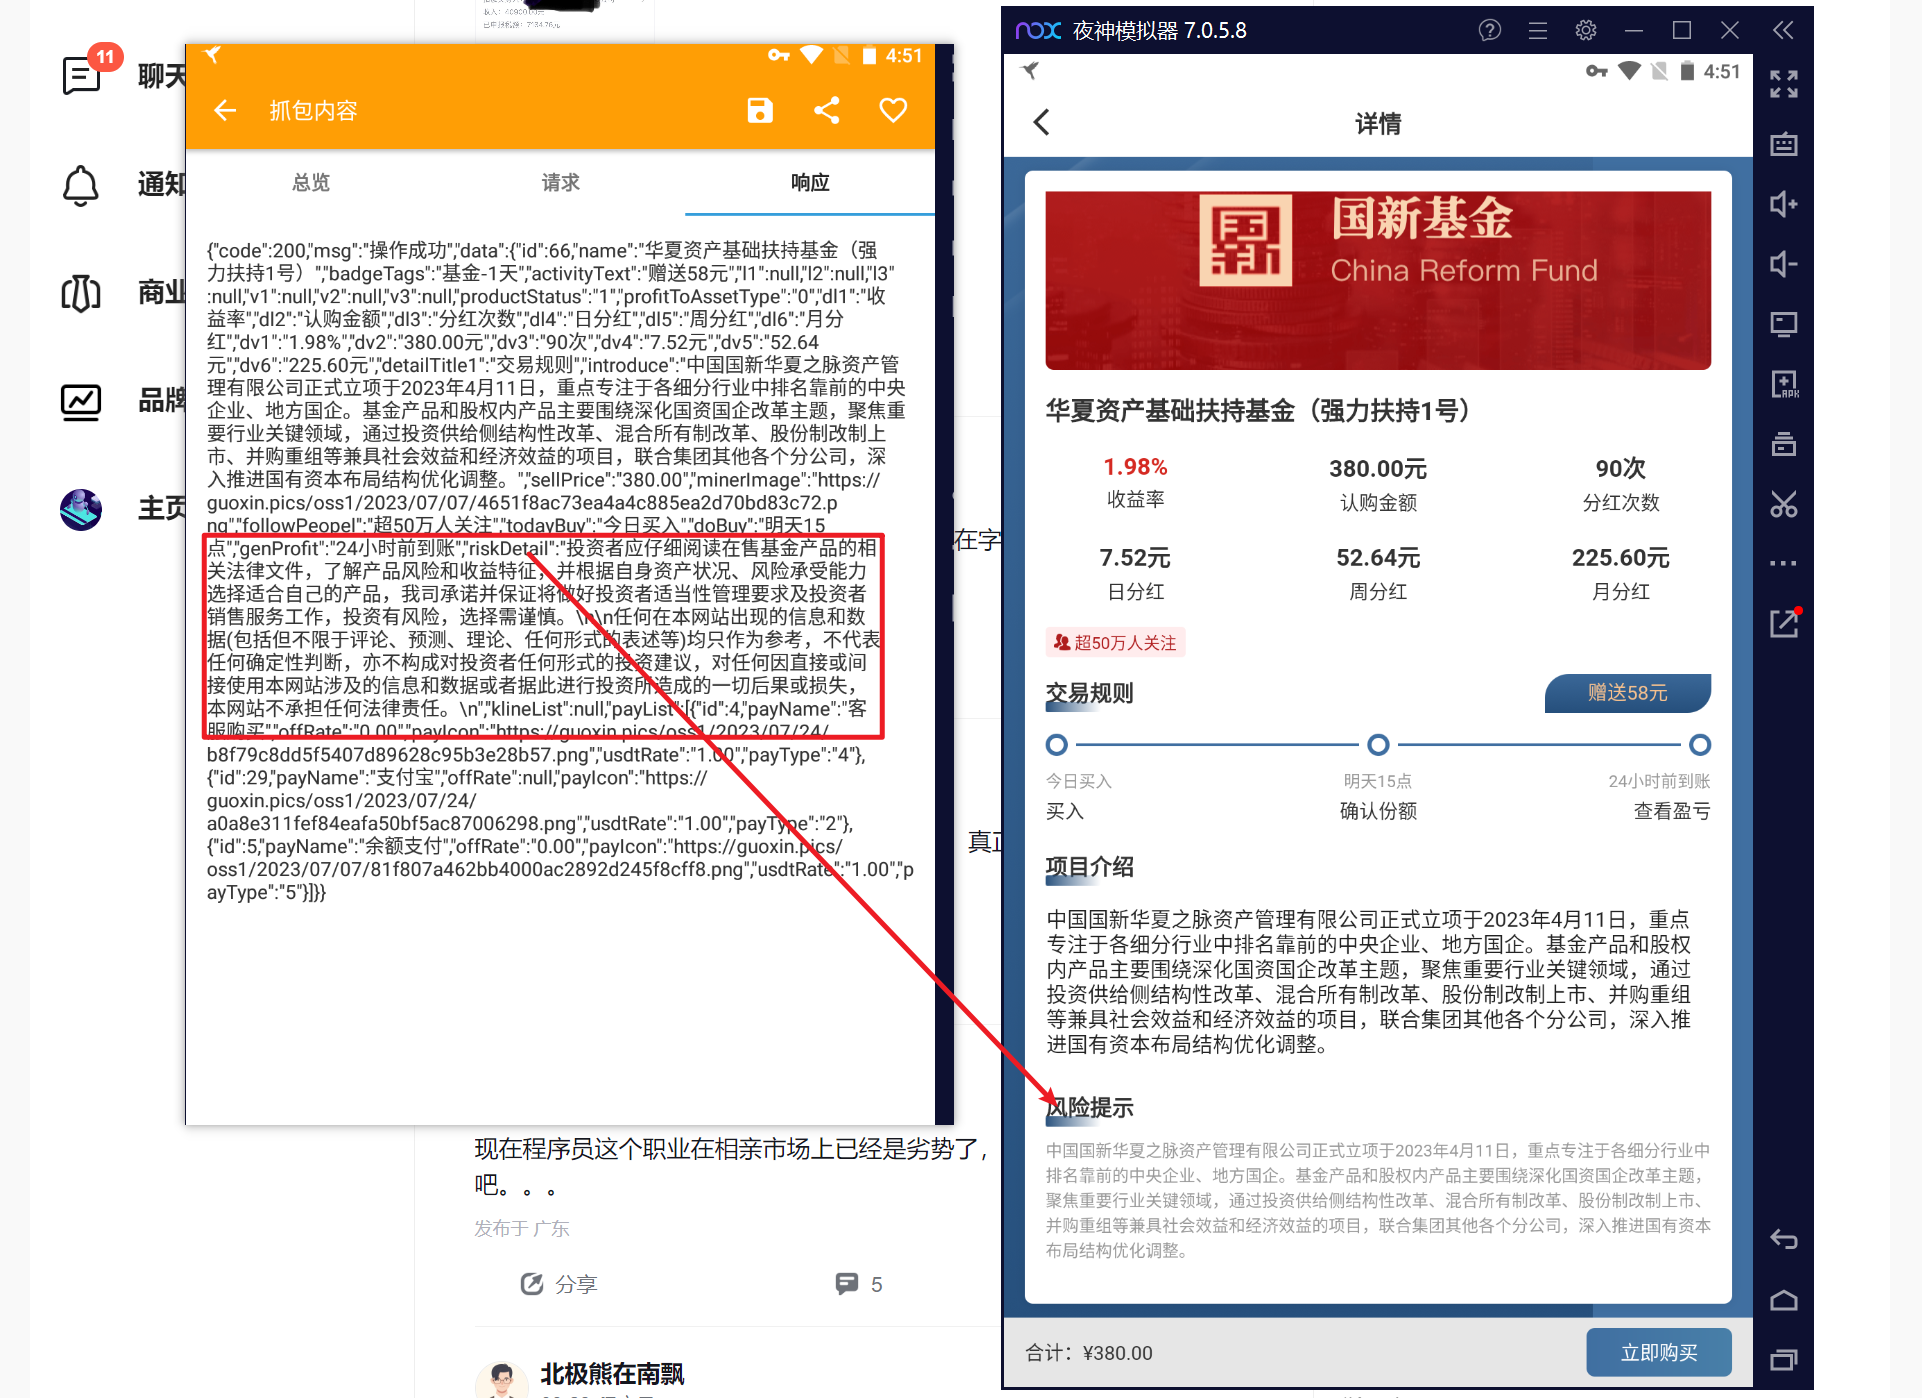 收入：40900.00元
已申报税额：7134.76元
11
聊天
通知
商业
品牌
主页
4:51
抓包内容
总览
请求
响应
{"code":200,"msg":"操作成功","data":{"id":66,"name":"华夏资产基础扶持基金（强
力扶持1号）","badgeTags":"基金-1天","activityText":"赠送58元","l1":null,"l2":null,"l3"
:null,"v1":null,"v2":null,"v3":null,"productStatus":"1","profitToAssetType":"0","dl1":"收
益率","dl2":"认购金额","dl3":"分红次数","dl4":"日分红","dl5":"周分红","dl6":"月分
红","dv1":"1.98%","dv2":"380.00元","dv3":"90次","dv4":"7.52元","dv5":"52.64
元","dv6":"225.60元","detailTitle1":"交易规则","introduce":"中国国新华夏之脉资产管
理有限公司正式立项于2023年4月11日，重点专注于各细分行业中排名靠前的中央
企业、地方国企。基金产品和股权内产品主要围绕深化国资国企改革主题，聚焦重
要行业关键领域，通过投资供给侧结构性改革、混合所有制改革、股份制改制上
市、并购重组等兼具社会效益和经济效益的项目，联合集团其他各个分公司，深
入推进国有资本布局结构优化调整。","sellPrice":"380.00","minerImage":"https://
guoxin.pics/oss1/2023/07/07/4651f8ac73ea4a4c885ea2d70bd83c72.p
ng","followPeopel":"超50万人关注","todayBuy":"今日买入","doBuy":"明天15
点","genProfit":"24小时前到账","riskDetail":"投资者应仔细阅读在售基金产品的相
关法律文件，了解产品风险和收益特征，并根据自身资产状况、风险承受能力
选择适合自己的产品，我司承诺并保证将做好投资者适当性管理要求及投资者
销售服务工作，投资有风险，选择需谨慎。\n\n任何在本网站出现的信息和数
据(包括但不限于评论、预测、理论、任何形式的表述等)均只作为参考，不代表
任何确定性判断，亦不构成对投资者任何形式的投资建议，对任何因直接或间
接使用本网站涉及的信息和数据或者据此进行投资所造成的一切后果或损失，
本网站不承担任何法律责任。\n","klineList":null,"payList":[{"id":4,"payName":"客
服购买","offRate":"0.00","payIcon":"https://guoxin.pics/oss1/2023/07/24/
b8f79c8dd5f5407d89628c95b3e28b57.png","usdtRate":"1.00","payType":"4"},
{"id":29,"payName":"支付宝","offRate":null,"payIcon":"https://
guoxin.pics/oss1/2023/07/24/
a0a8e311fef84eafa50bf5ac87006298.png","usdtRate":"1.00","payType":"2"},
{"id":5,"payName":"余额支付","offRate":"0.00","payIcon":"https://guoxin.pics/
oss1/2023/07/07/81f807a462bb4000ac2892d245f8cff8.png","usdtRate":"1.00","p
ayType":"5"}]}}
在字
真正
现在程序员这个职业在相亲市场上已经是劣势了，
吧。。。
发布于 广东
分享
5
北极熊在南飘
nox 夜神模拟器 7.0.5.8
4:51
详情
国新基金
China Reform Fund
华夏资产基础扶持基金（强力扶持1号）
1.98% 380.00元 90次
收益率 认购金额 分红次数
7.52元 52.64元 225.60元
日分红 周分红 月分红
超50万人关注
交易规则 赠送58元
今日买入 明天15点 24小时前到账
买入 确认份额 查看盈亏
项目介绍
中国国新华夏之脉资产管理有限公司正式立项于2023年4月11日，重点
专注于各细分行业中排名靠前的中央企业、地方国企。基金产品和股权
内产品主要围绕深化国资国企改革主题，聚焦重要行业关键领域，通过
投资供给侧结构性改革、混合所有制改革、股份制改制上市、并购重组
等兼具社会效益和经济效益的项目，联合集团其他各个分公司，深入推
进国有资本布局结构优化调整。
风险提示
中国国新华夏之脉资产管理有限公司正式立项于2023年4月11日，重点专注于各细分行业中
排名靠前的中央企业、地方国企。基金产品和股权内产品主要围绕深化国资国企改革主题，
聚焦重要行业关键领域，通过投资供给侧结构性改革、混合所有制改革、股份制改制上市、
并购重组等兼具社会效益和经济效益的项目，联合集团其他各个分公司，深入推进国有资本
布局结构优化调整。
合计：¥380.00
立即购买
APK